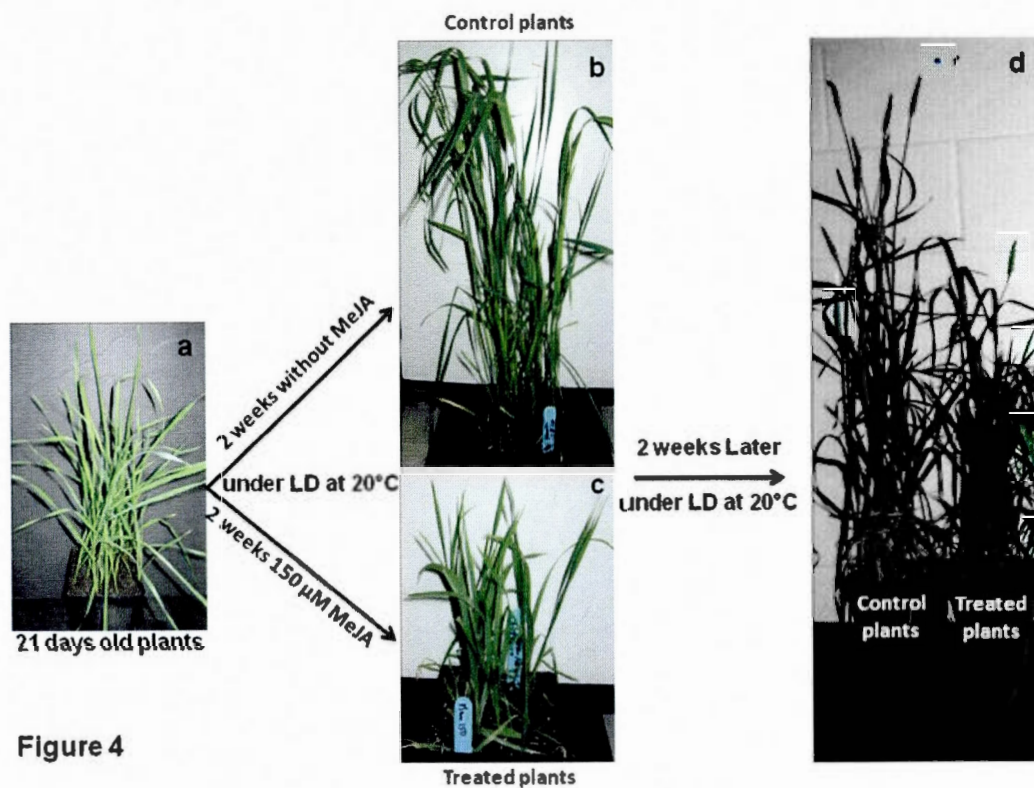 Control plants
b
d
a
2 weeks without MeJA
under LD at 20°C
2 weeks 150 µM MeJA
21 days old plants
c
2 weeks Later
under LD at 20°C
Control plants
Treated plants
Figure 4
Treated plants